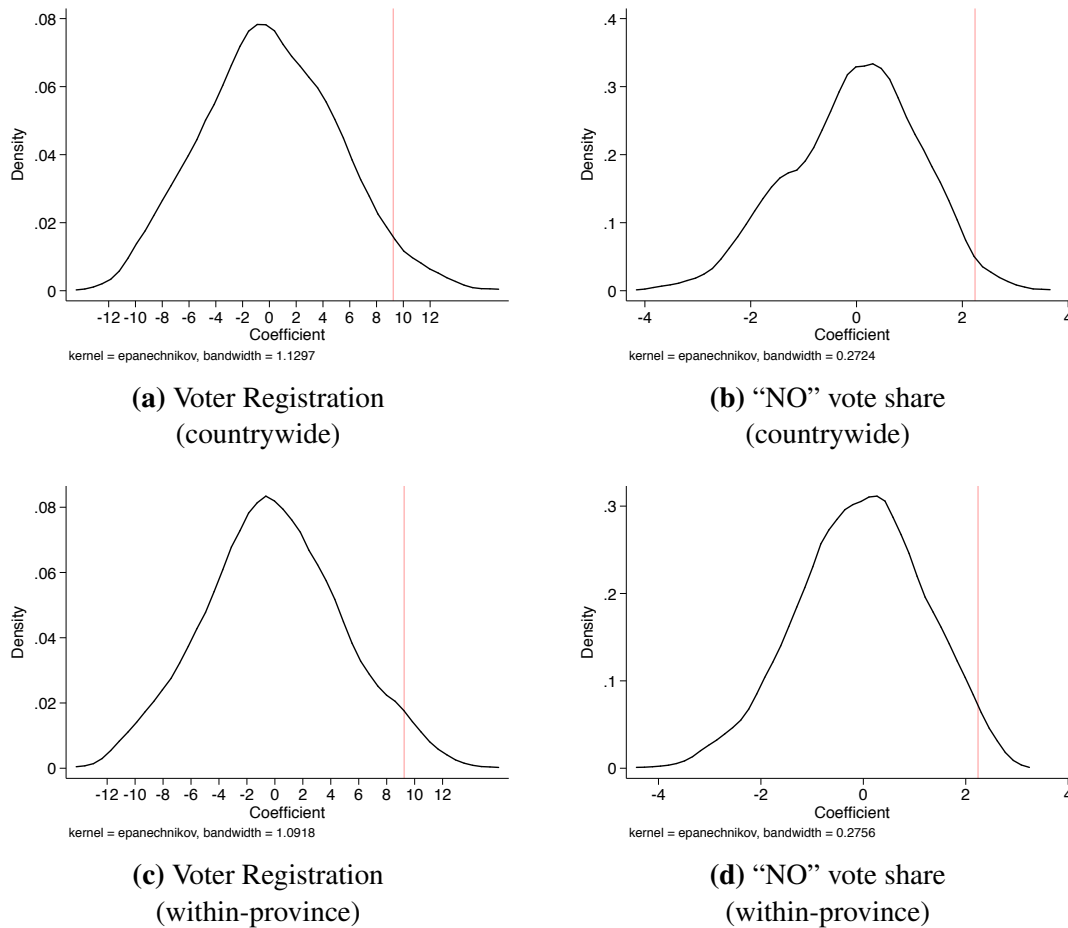 .08
.06
.04
.02
0
Density
-12 -10 -8 -6 -4 -2 0 2 4 6 8 10 12
Coefficient
kernel = epanechnikov, bandwidth = 1.1297
(a) Voter Registration
(countrywide)
.4
.3
.2
.1
0
Density
-4 -2 0 2 4
Coefficient
kernel = epanechnikov, bandwidth = 0.2724
(b) “NO” vote share
(countrywide)
.08
.06
.04
.02
0
Density
-12 -10 -8 -6 -4 -2 0 2 4 6 8 10 12
Coefficient
kernel = epanechnikov, bandwidth = 1.0918
(c) Voter Registration
(within-province)
.3
.2
.1
0
Density
-4 -2 0 2 4
Coefficient
kernel = epanechnikov, bandwidth = 0.2756
(d) “NO” vote share
(within-province)